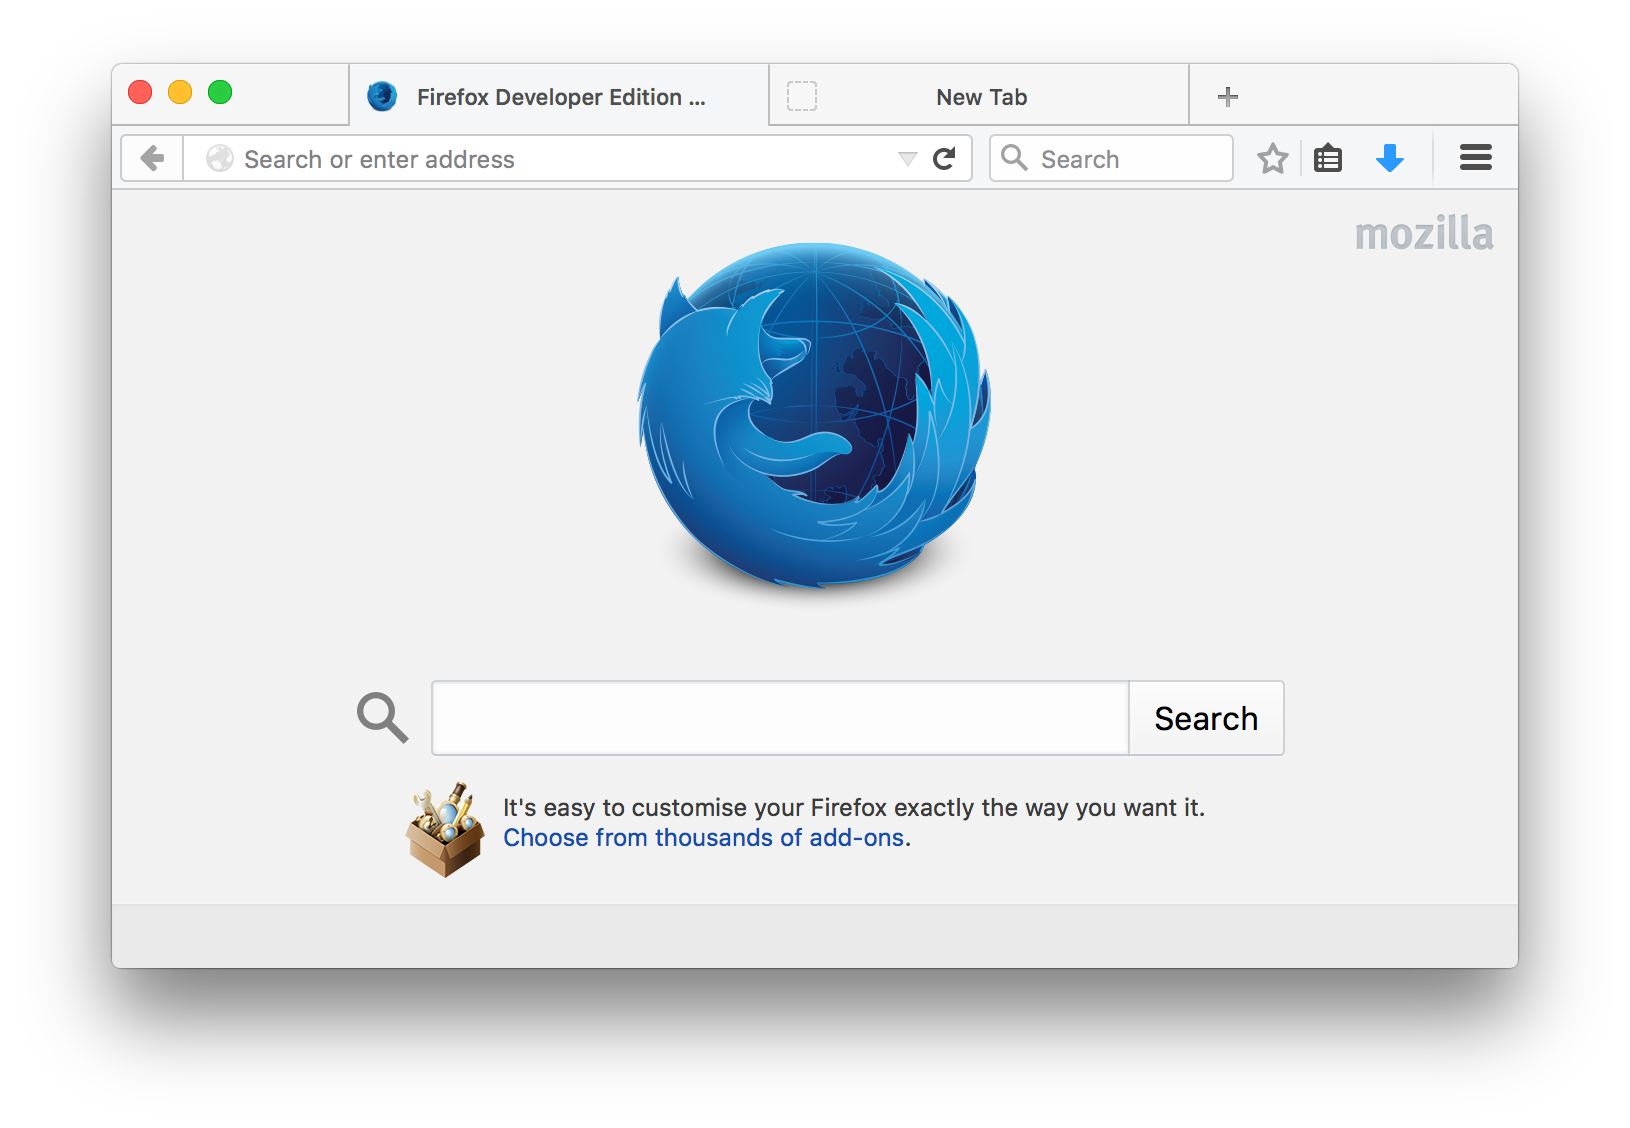 Firefox Developer Edition ...
New Tab
Search or enter address
Search
mozilla
Search
It's easy to customise your Firefox exactly the way you want it.
Choose from thousands of add-ons.